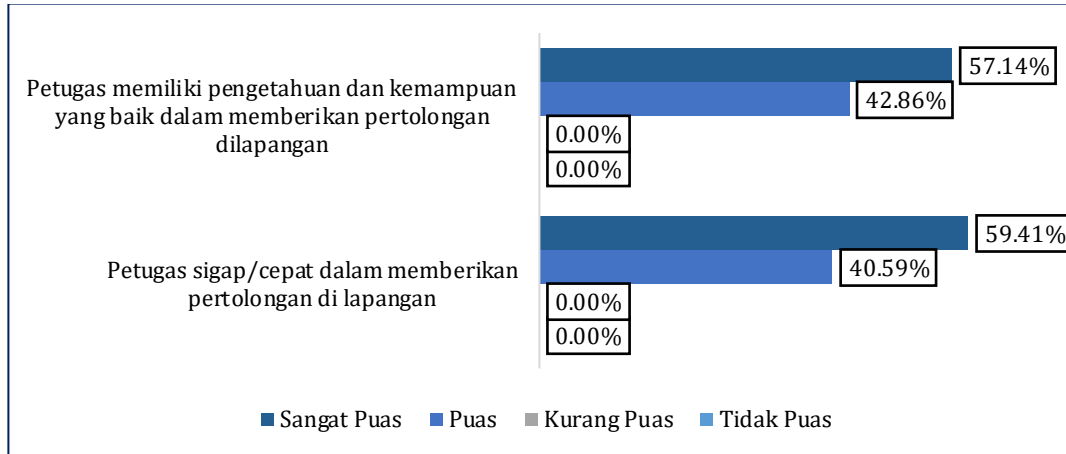 Petugas memiliki pengetahuan dan kemampuan
yang baik dalam memberikan pertolongan
dilapangan
57.14%
42.86%
0.00%
0.00%
Petugas sigap/cepat dalam memberikan
pertolongan di lapangan
59.41%
40.59%
0.00%
0.00%
Sangat Puas Puas Kurang Puas Tidak Puas